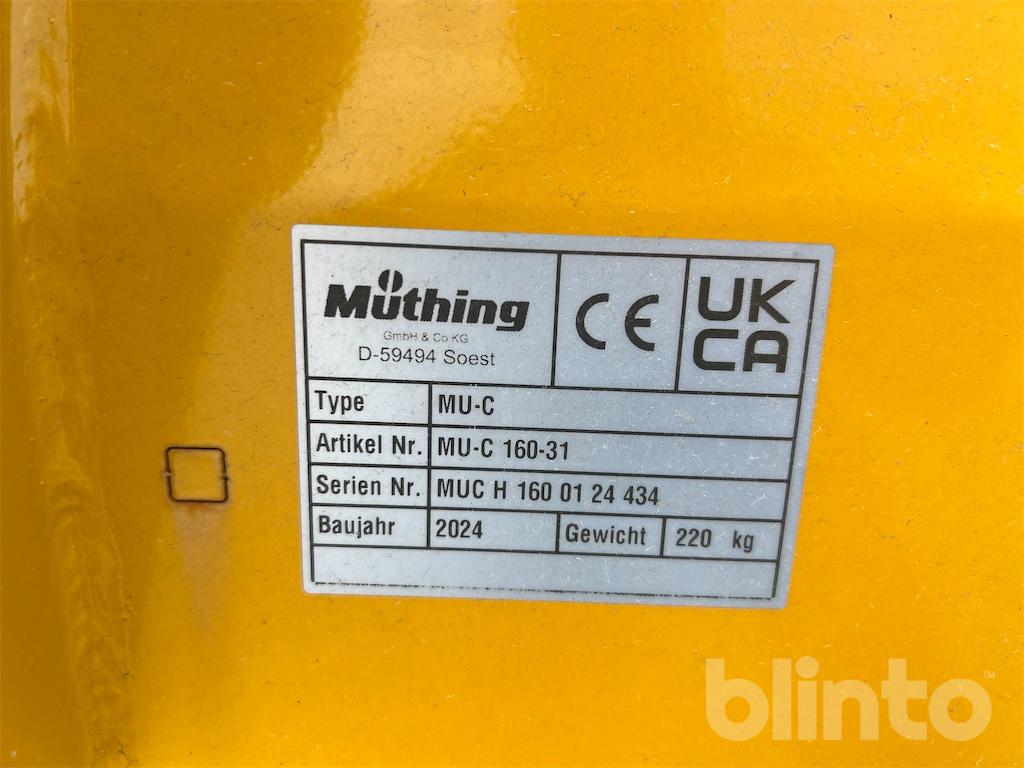 Müthing
GmbH & Co KG
D-59494 Soest
CE
UK
CA
Type MU-C
Artikel Nr. MU-C 160-31
Serien Nr. MUC H 160 01 24 434
Baujahr 2024 Gewicht 220 kg
blinto™